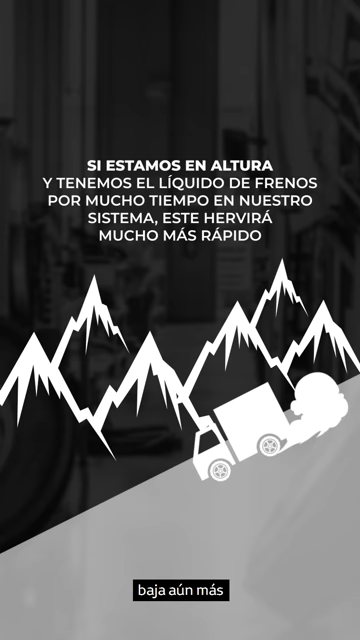 SI ESTAMOS EN ALTURA
Y TENEMOS EL LÍQUIDO DE FRENOS
POR MUCHO TIEMPO EN NUESTRO
SISTEMA, ESTE HERVIRÁ
MUCHO MÁS RÁPIDO
baja aún más